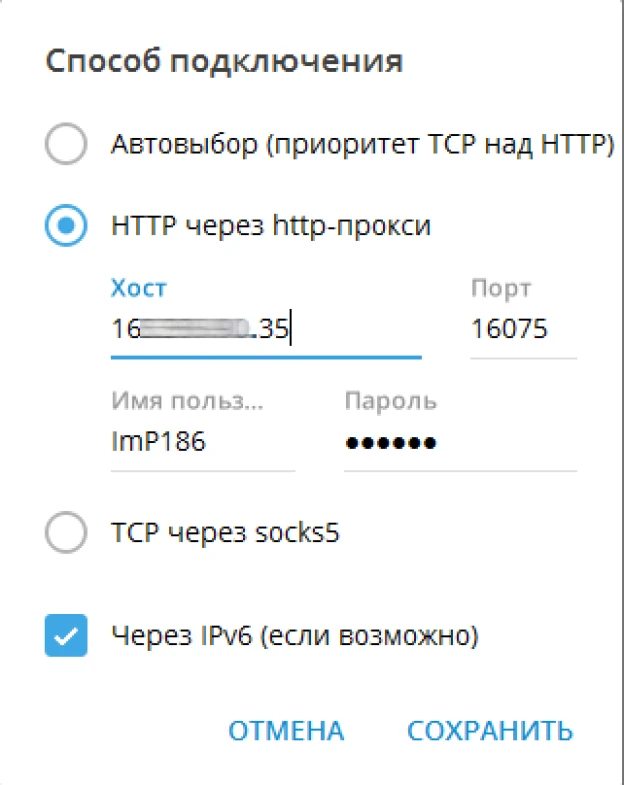 Способ подключения
Автовыбор (приоритет TCP над HTTP)
HTTP через http-прокси
Хост Порт
16 .35 16075
Имя польз... Пароль
ImP186 ●●●●●●
TCP через socks5
Через IPv6 (если возможно)
ОТМЕНА СОХРАНИТЬ